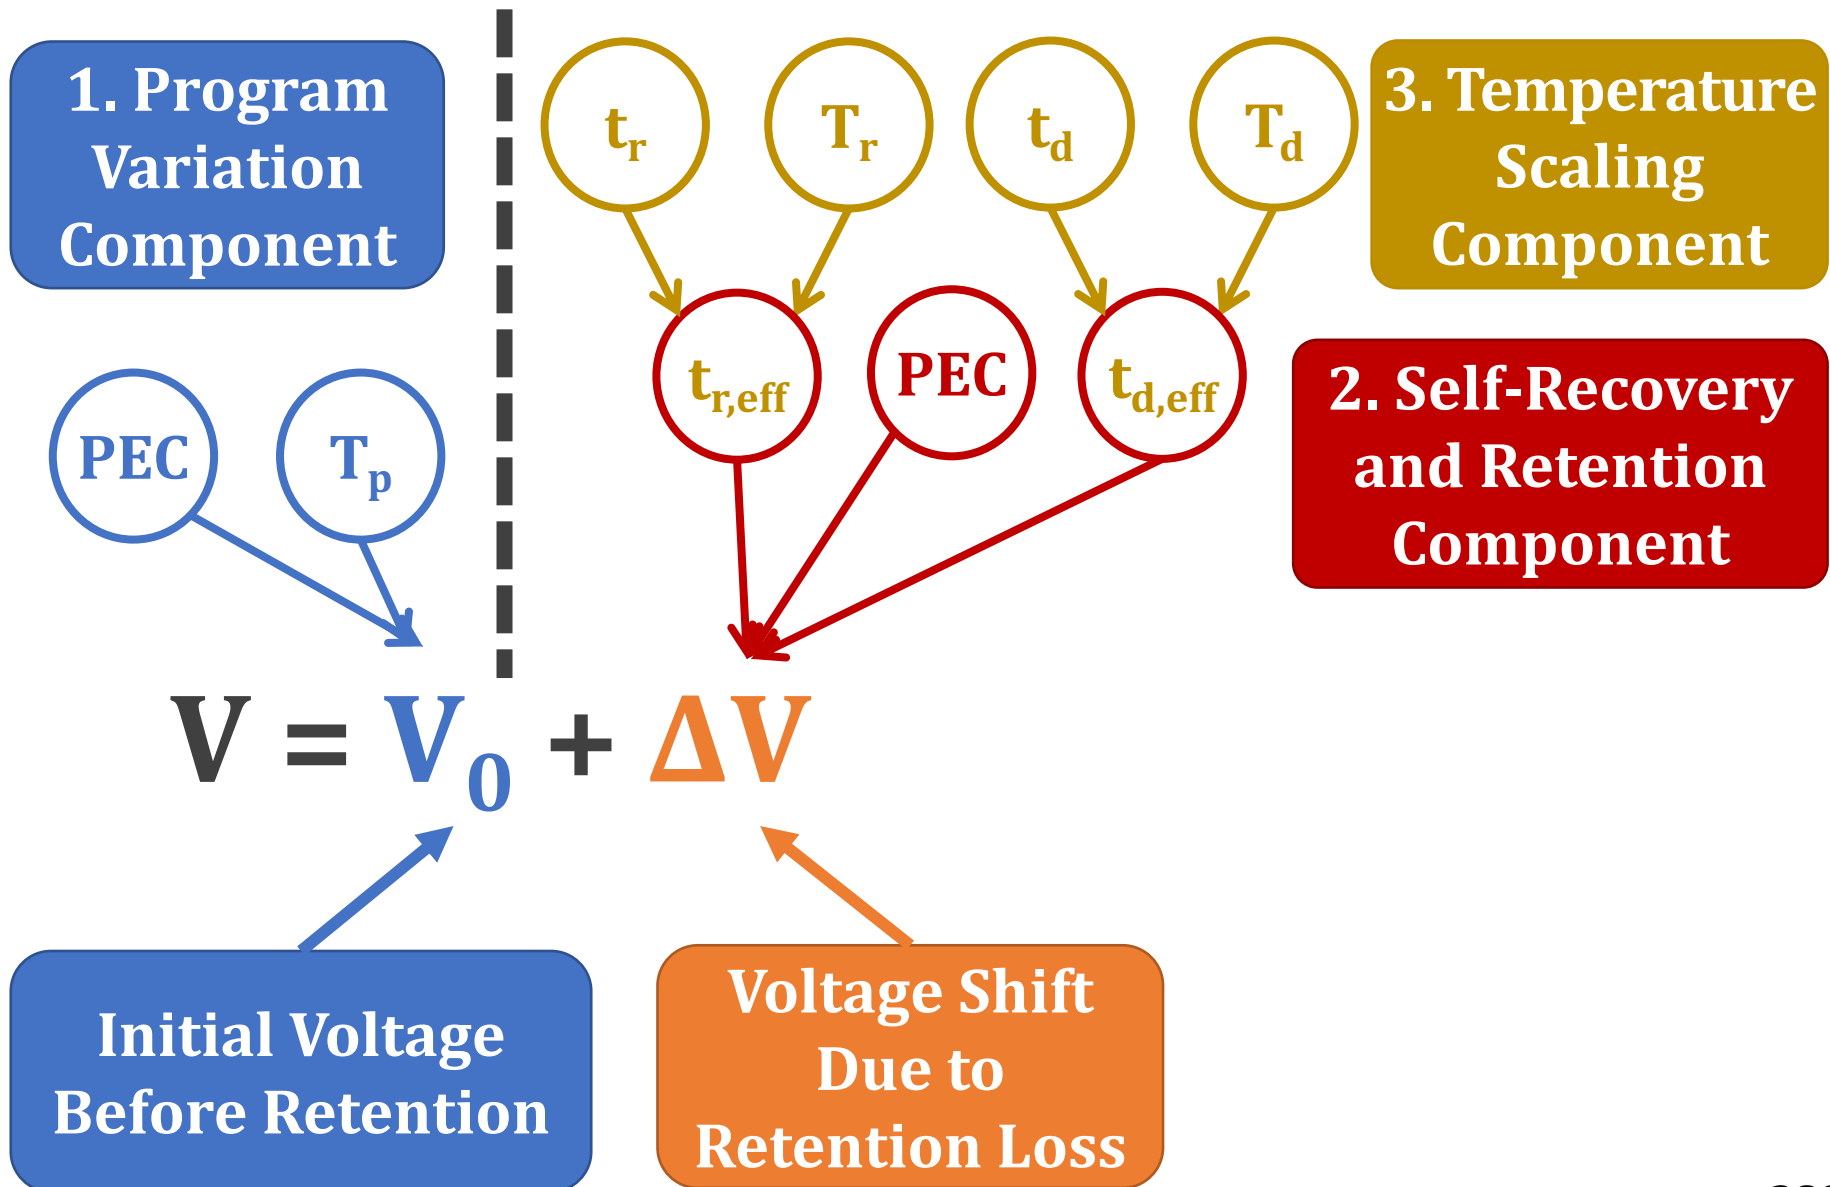 1. Program
Variation
Component
t_r
T_r
t_d
T_d
3. Temperature
Scaling
Component
t_r,eff
PEC
t_d,eff
2. Self-Recovery
and Retention
Component
PEC
T_p
V = V_0 + ΔV
Initial Voltage
Before Retention
Voltage Shift
Due to
Retention Loss